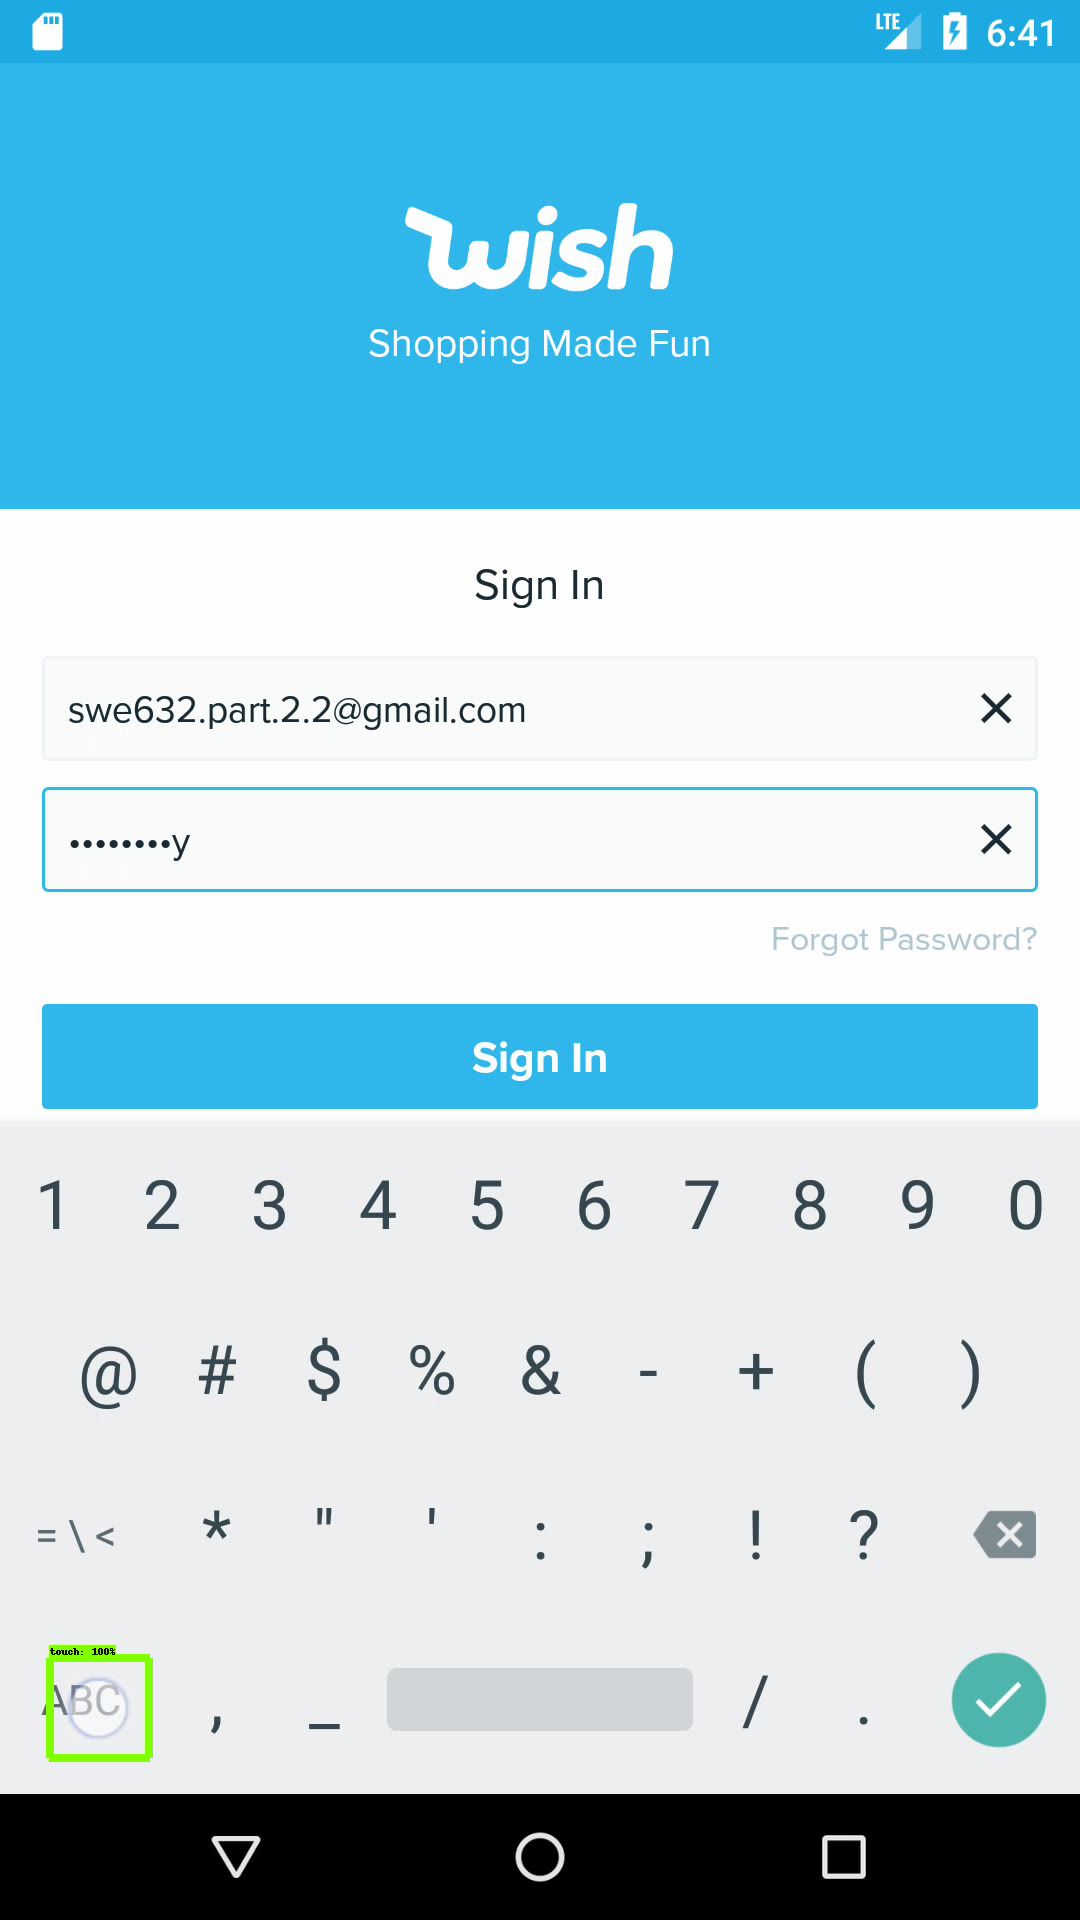 LTE 6:41
wish
Shopping Made Fun
Sign In
swe632.part.2.2@gmail.com
••••••••y
Forgot Password?
Sign In
1 2 3 4 5 6 7 8 9 0
@ # $ % & - + ( )
= \ < * " ' : ; ! ?
touch: 100%
ABC , _ / .